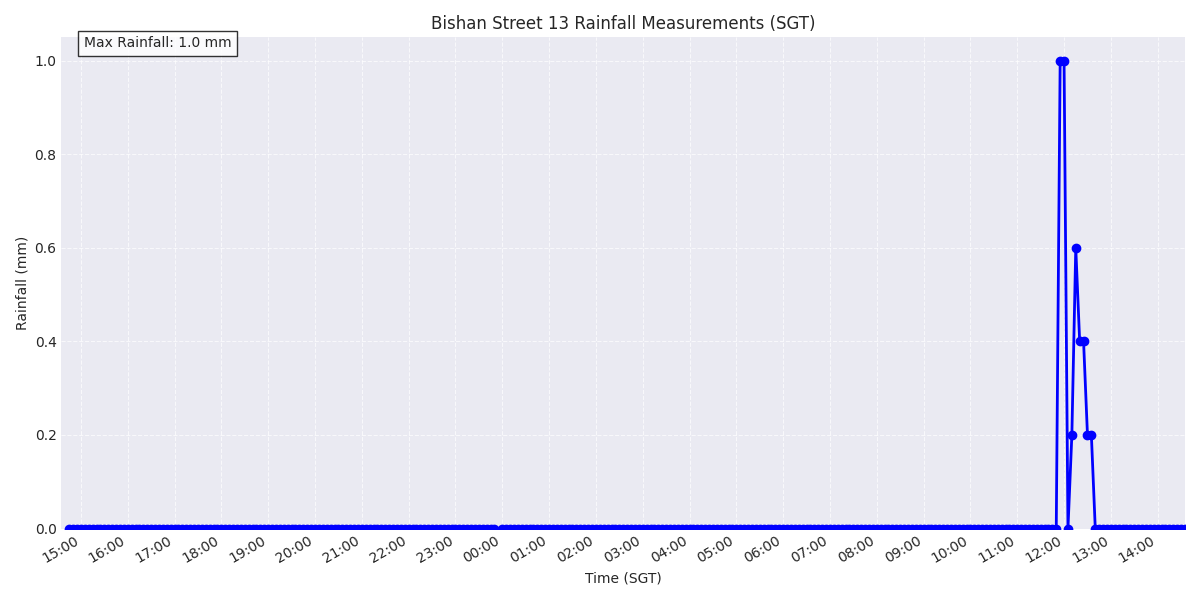 Bishan Street 13 Rainfall Measurements (SGT)
Max Rainfall: 1.0 mm
1.0
0.8
0.6
0.4
0.2
0.0
Rainfall (mm)
15:00 16:00 17:00 18:00 19:00 20:00 21:00 22:00 23:00 00:00 01:00 02:00 03:00 04:00 05:00 06:00 07:00 08:00 09:00 10:00 11:00 12:00 13:00 14:00
Time (SGT)